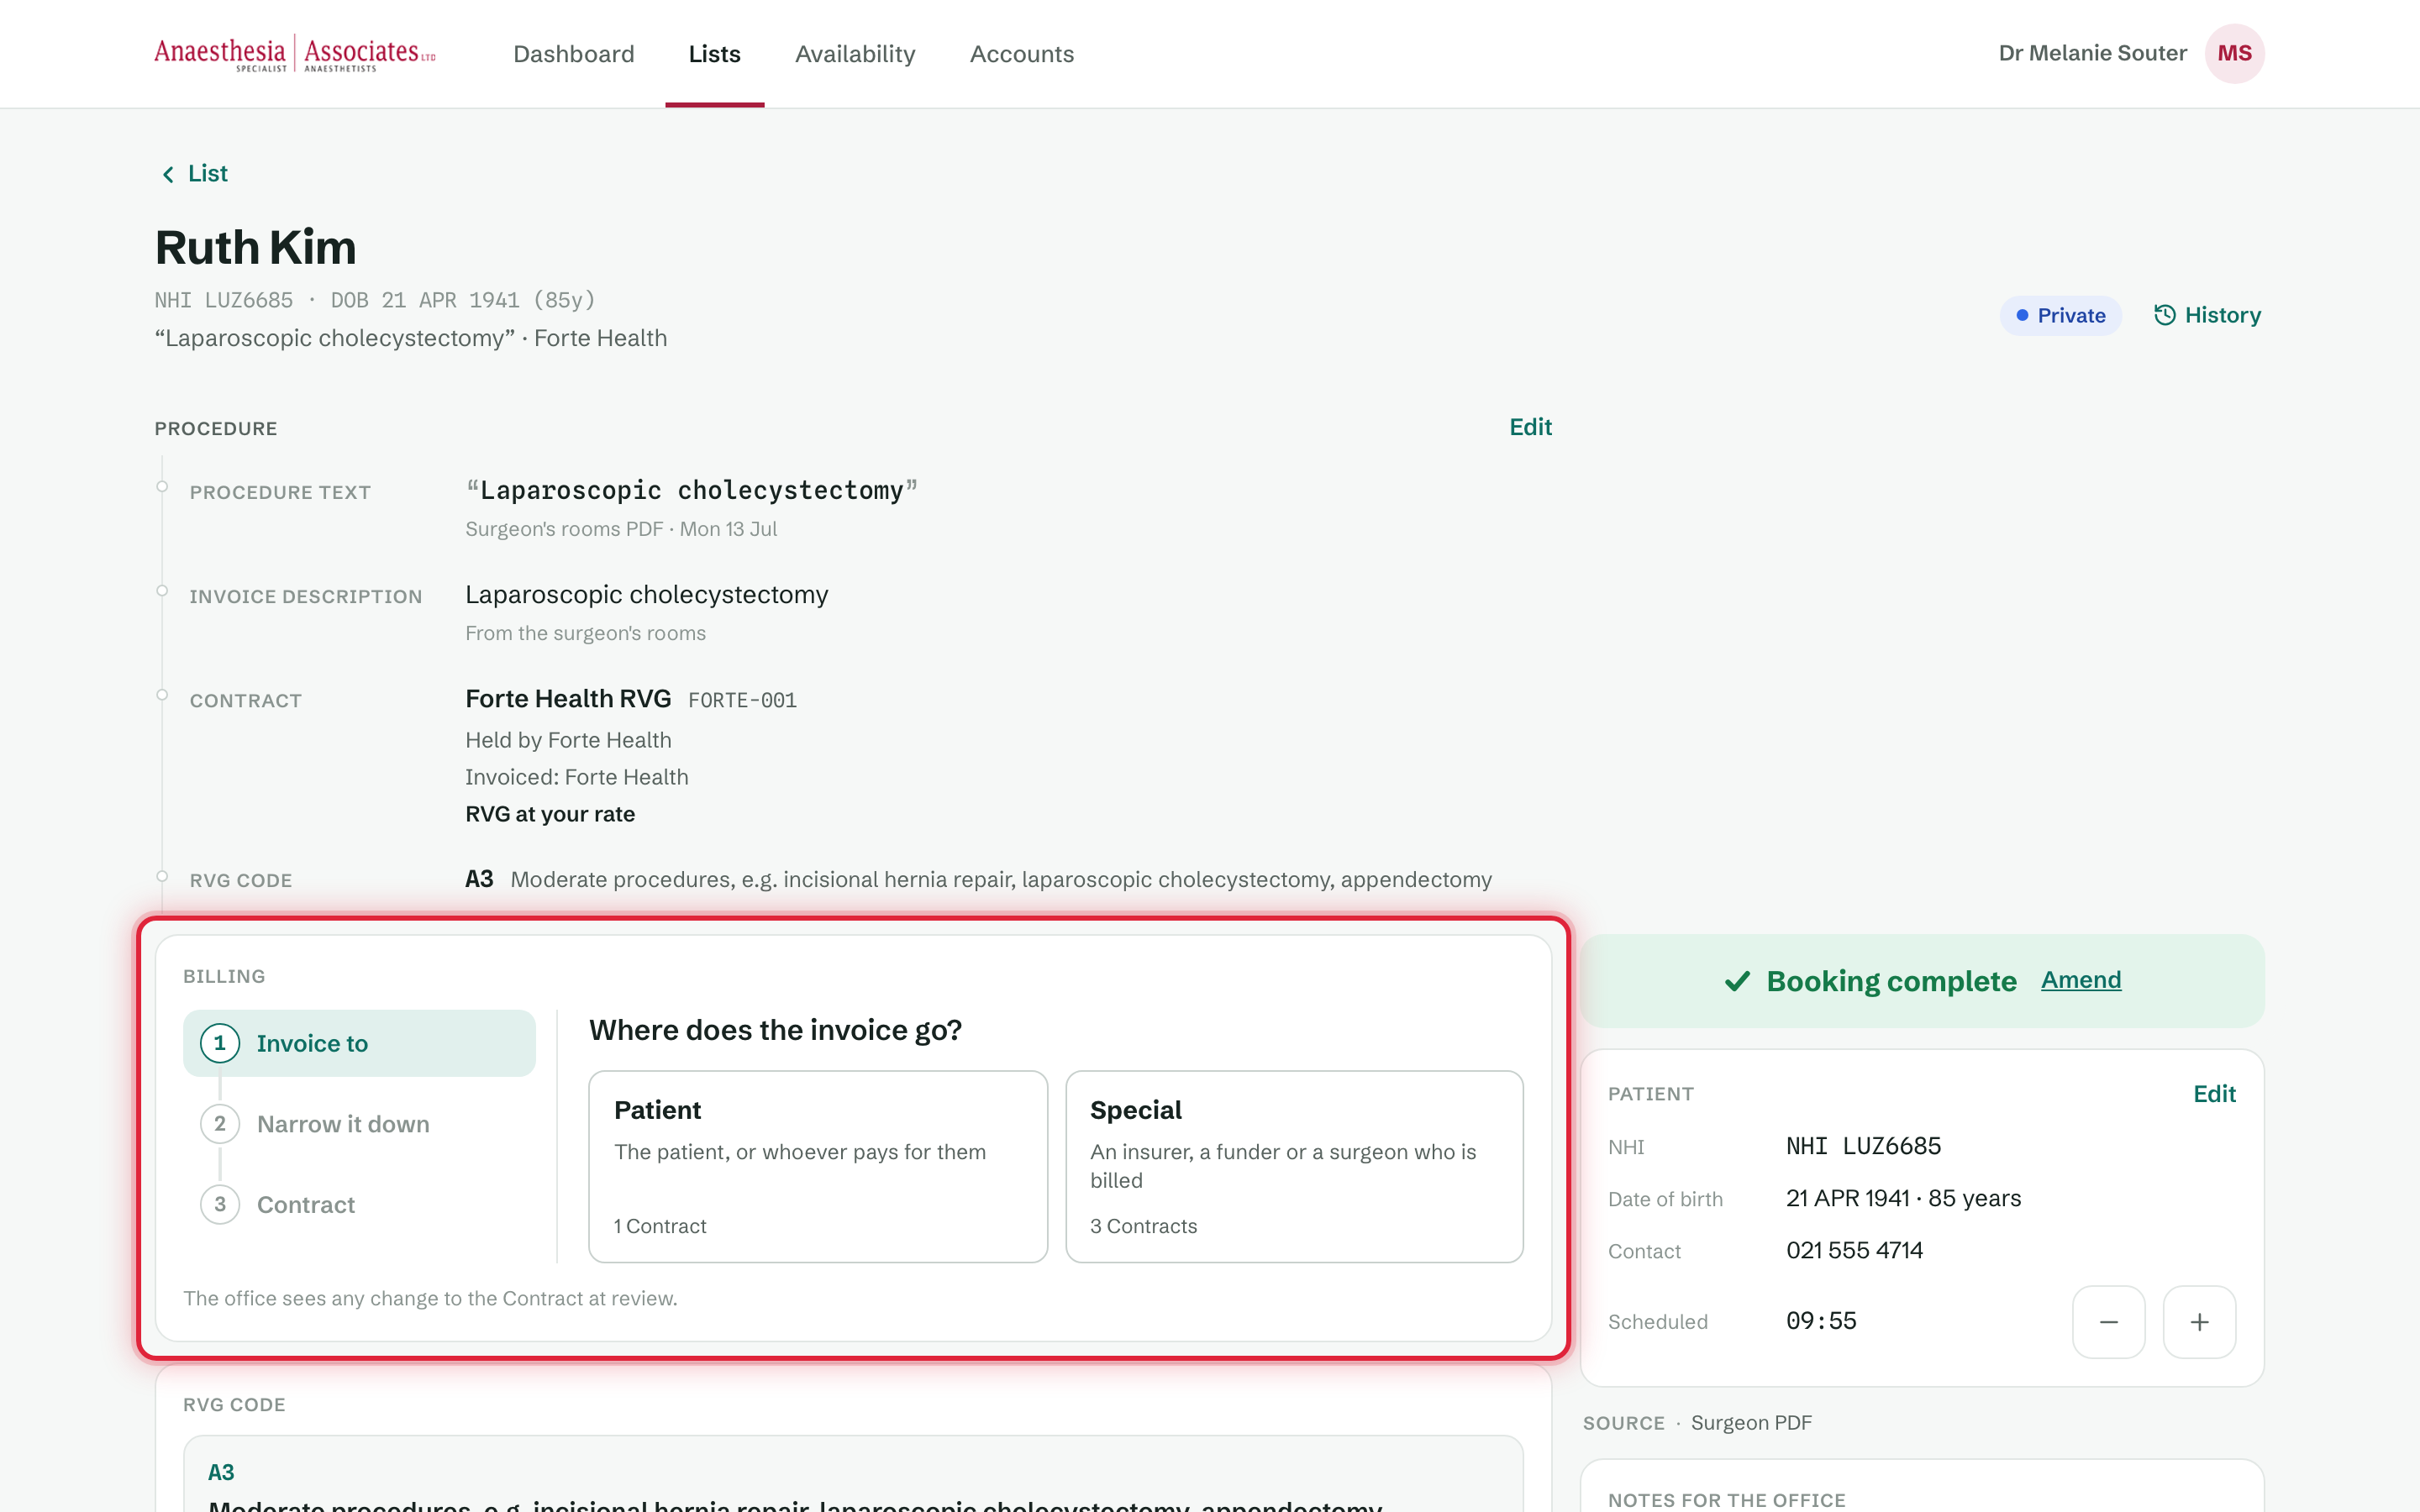 Anaesthesia Associates LTD
SPECIALIST ANAESTHETISTS
Dashboard
Lists
Availability
Accounts
Dr Melanie Souter
MS
List
Ruth Kim
NHI LUZ6685 · DOB 21 APR 1941 (85y)
“Laparoscopic cholecystectomy” · Forte Health
Private
History
PROCEDURE
Edit
PROCEDURE TEXT
“Laparoscopic cholecystectomy”
Surgeon's rooms PDF · Mon 13 Jul
INVOICE DESCRIPTION
Laparoscopic cholecystectomy
From the surgeon's rooms
CONTRACT
Forte Health RVG FORTE-001
Held by Forte Health
Invoiced: Forte Health
RVG at your rate
RVG CODE
A3 Moderate procedures, e.g. incisional hernia repair, laparoscopic cholecystectomy, appendectomy
BILLING
1 Invoice to
2 Narrow it down
3 Contract
Where does the invoice go?
Patient
The patient, or whoever pays for them
1 Contract
Special
An insurer, a funder or a surgeon who is
billed
3 Contracts
The office sees any change to the Contract at review.
Booking complete Amend
PATIENT
Edit
NHI
NHI LUZ6685
Date of birth
21 APR 1941 · 85 years
Contact
021 555 4714
Scheduled
09:55
− +
SOURCE · Surgeon PDF
NOTES FOR THE OFFICE
RVG CODE
A3
Moderate procedures, e.g. incisional hernia repair, laparoscopic cholecystectomy, appendectomy